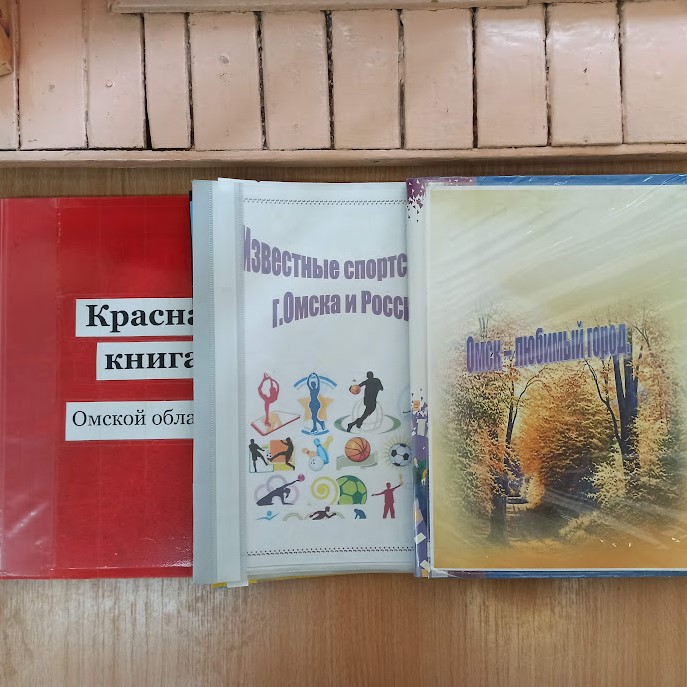 Красна
книга
Омской обла
Известные спортс
г.Омска и Росси
Омск – любимый город.